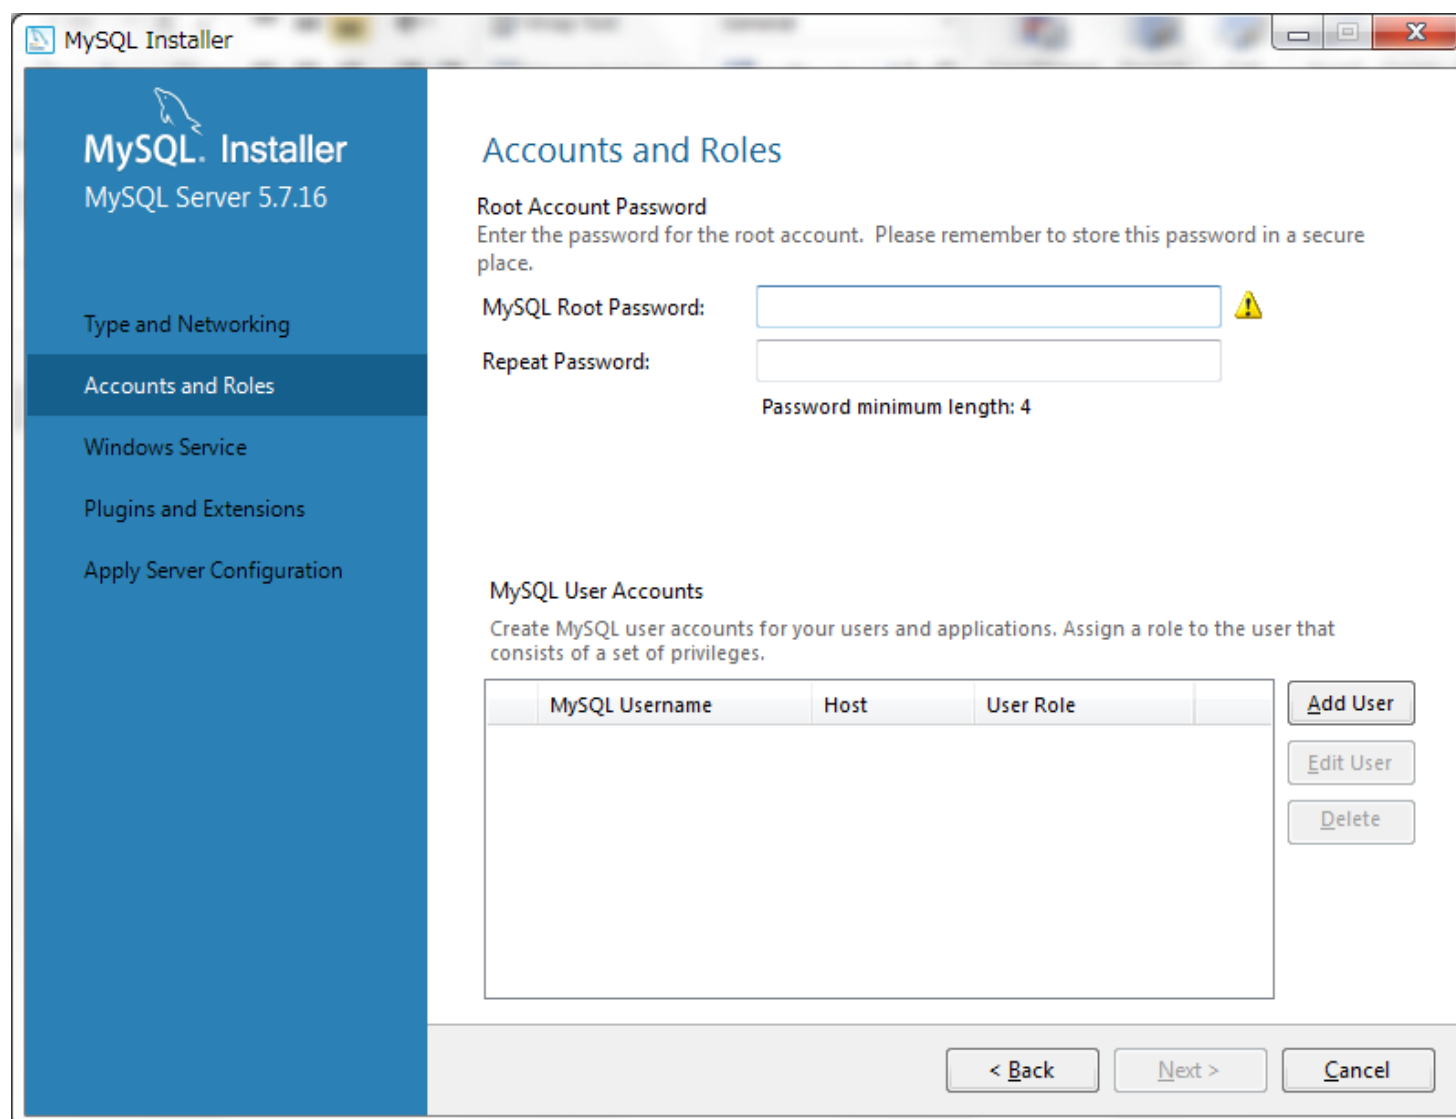 MySQL Installer
MySQL. Installer
MySQL Server 5.7.16
Type and Networking
Accounts and Roles
Windows Service
Plugins and Extensions
Apply Server Configuration
Accounts and Roles
Root Account Password
Enter the password for the root account.  Please remember to store this password in a secure
place.
MySQL Root Password:
Repeat Password:
Password minimum length: 4
MySQL User Accounts
Create MySQL user accounts for your users and applications. Assign a role to the user that
consists of a set of privileges.
MySQL Username Host User Role
Add User
Edit User
Delete
< Back Next > Cancel